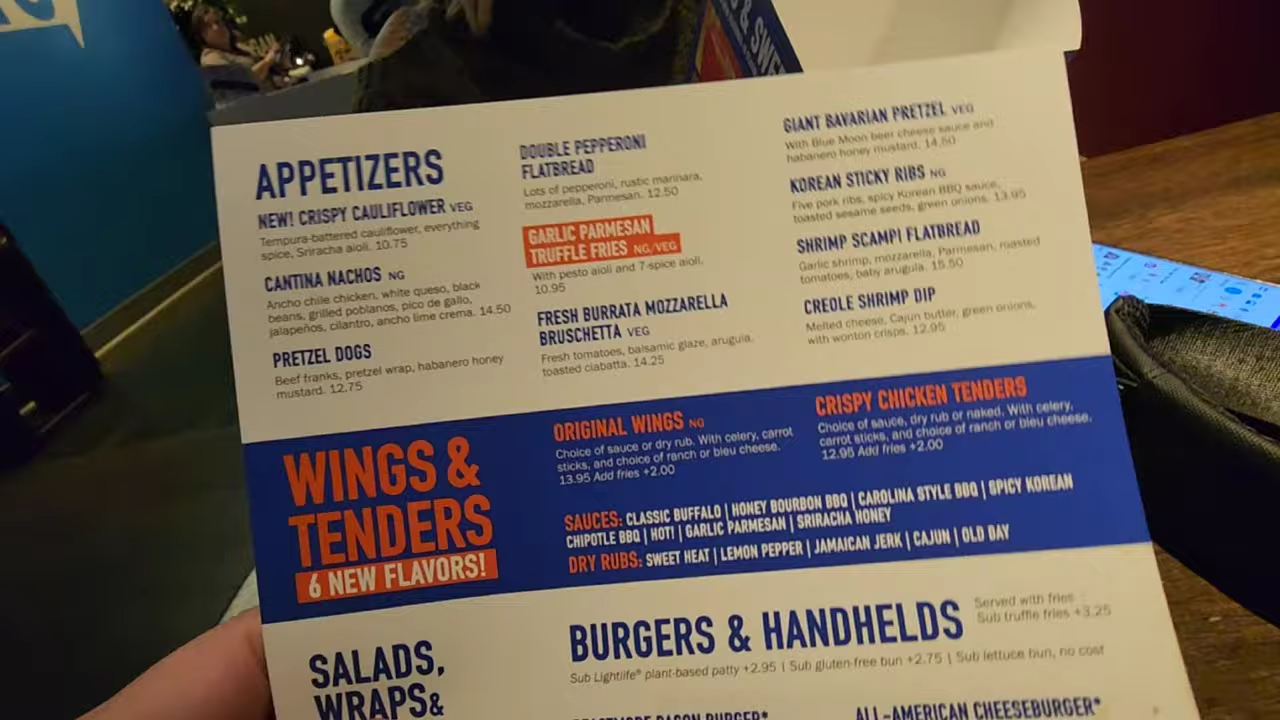 & SWE
APPETIZERS
NEW! CRISPY CAULIFLOWER VEG
Tempura-battered cauliflower, everything
spice, Sriracha aioli. 10.75
CANTINA NACHOS NG
Ancho chile chicken, white queso, black
beans, grilled poblanos, pico de gallo,
jalapeños, cilantro, ancho lime crema. 14.50
PRETZEL DOGS
Beef franks, pretzel wrap, habanero honey
mustard. 12.75
DOUBLE PEPPERONI
FLATBREAD
Lots of pepperoni, rustic marinara,
mozzarella, Parmesan. 12.50
GARLIC PARMESAN
TRUFFLE FRIES NG/VEG
With pesto aioli and 7-spice aioli.
10.95
FRESH BURRATA MOZZARELLA
BRUSCHETTA VEG
Fresh tomatoes, balsamic glaze, arugula,
toasted ciabatta. 14.25
GIANT BAVARIAN PRETZEL VEG
With Blue Moon beer cheese sauce and
habanero honey mustard. 14.50
KOREAN STICKY RIBS NG
Five pork ribs, spicy Korean BBQ sauce,
toasted sesame seeds, green onions. 13.95
SHRIMP SCAMPI FLATBREAD
Garlic shrimp, mozzarella, Parmesan, roasted
tomatoes, baby arugula. 15.50
CREOLE SHRIMP DIP
Melted cheese, Cajun butter, green onions,
with wonton crisps. 12.95
WINGS &
TENDERS
6 NEW FLAVORS!
ORIGINAL WINGS NG
Choice of sauce or dry rub. With celery, carrot
sticks, and choice of ranch or bleu cheese.
13.95 Add fries +2.00
CRISPY CHICKEN TENDERS
Choice of sauce, dry rub or naked. With celery,
carrot sticks, and choice of ranch or bleu cheese.
12.95 Add fries +2.00
SAUCES: CLASSIC BUFFALO | HONEY BOURBON BBQ | CAROLINA STYLE BBQ | SPICY KOREAN
CHIPOTLE BBQ | HOT! | GARLIC PARMESAN | SRIRACHA HONEY
DRY RUBS: SWEET HEAT | LEMON PEPPER | JAMAICAN JERK | CAJUN | OLD BAY
SALADS,
WRAPS &
BURGERS & HANDHELDS
Served with fries
Sub truffle fries +3.25
Sub Lightlife® plant-based patty +2.95 | Sub gluten-free bun +2.75 | Sub lettuce bun, no cost
BACON BURGER*
ALL-AMERICAN CHEESEBURGER*